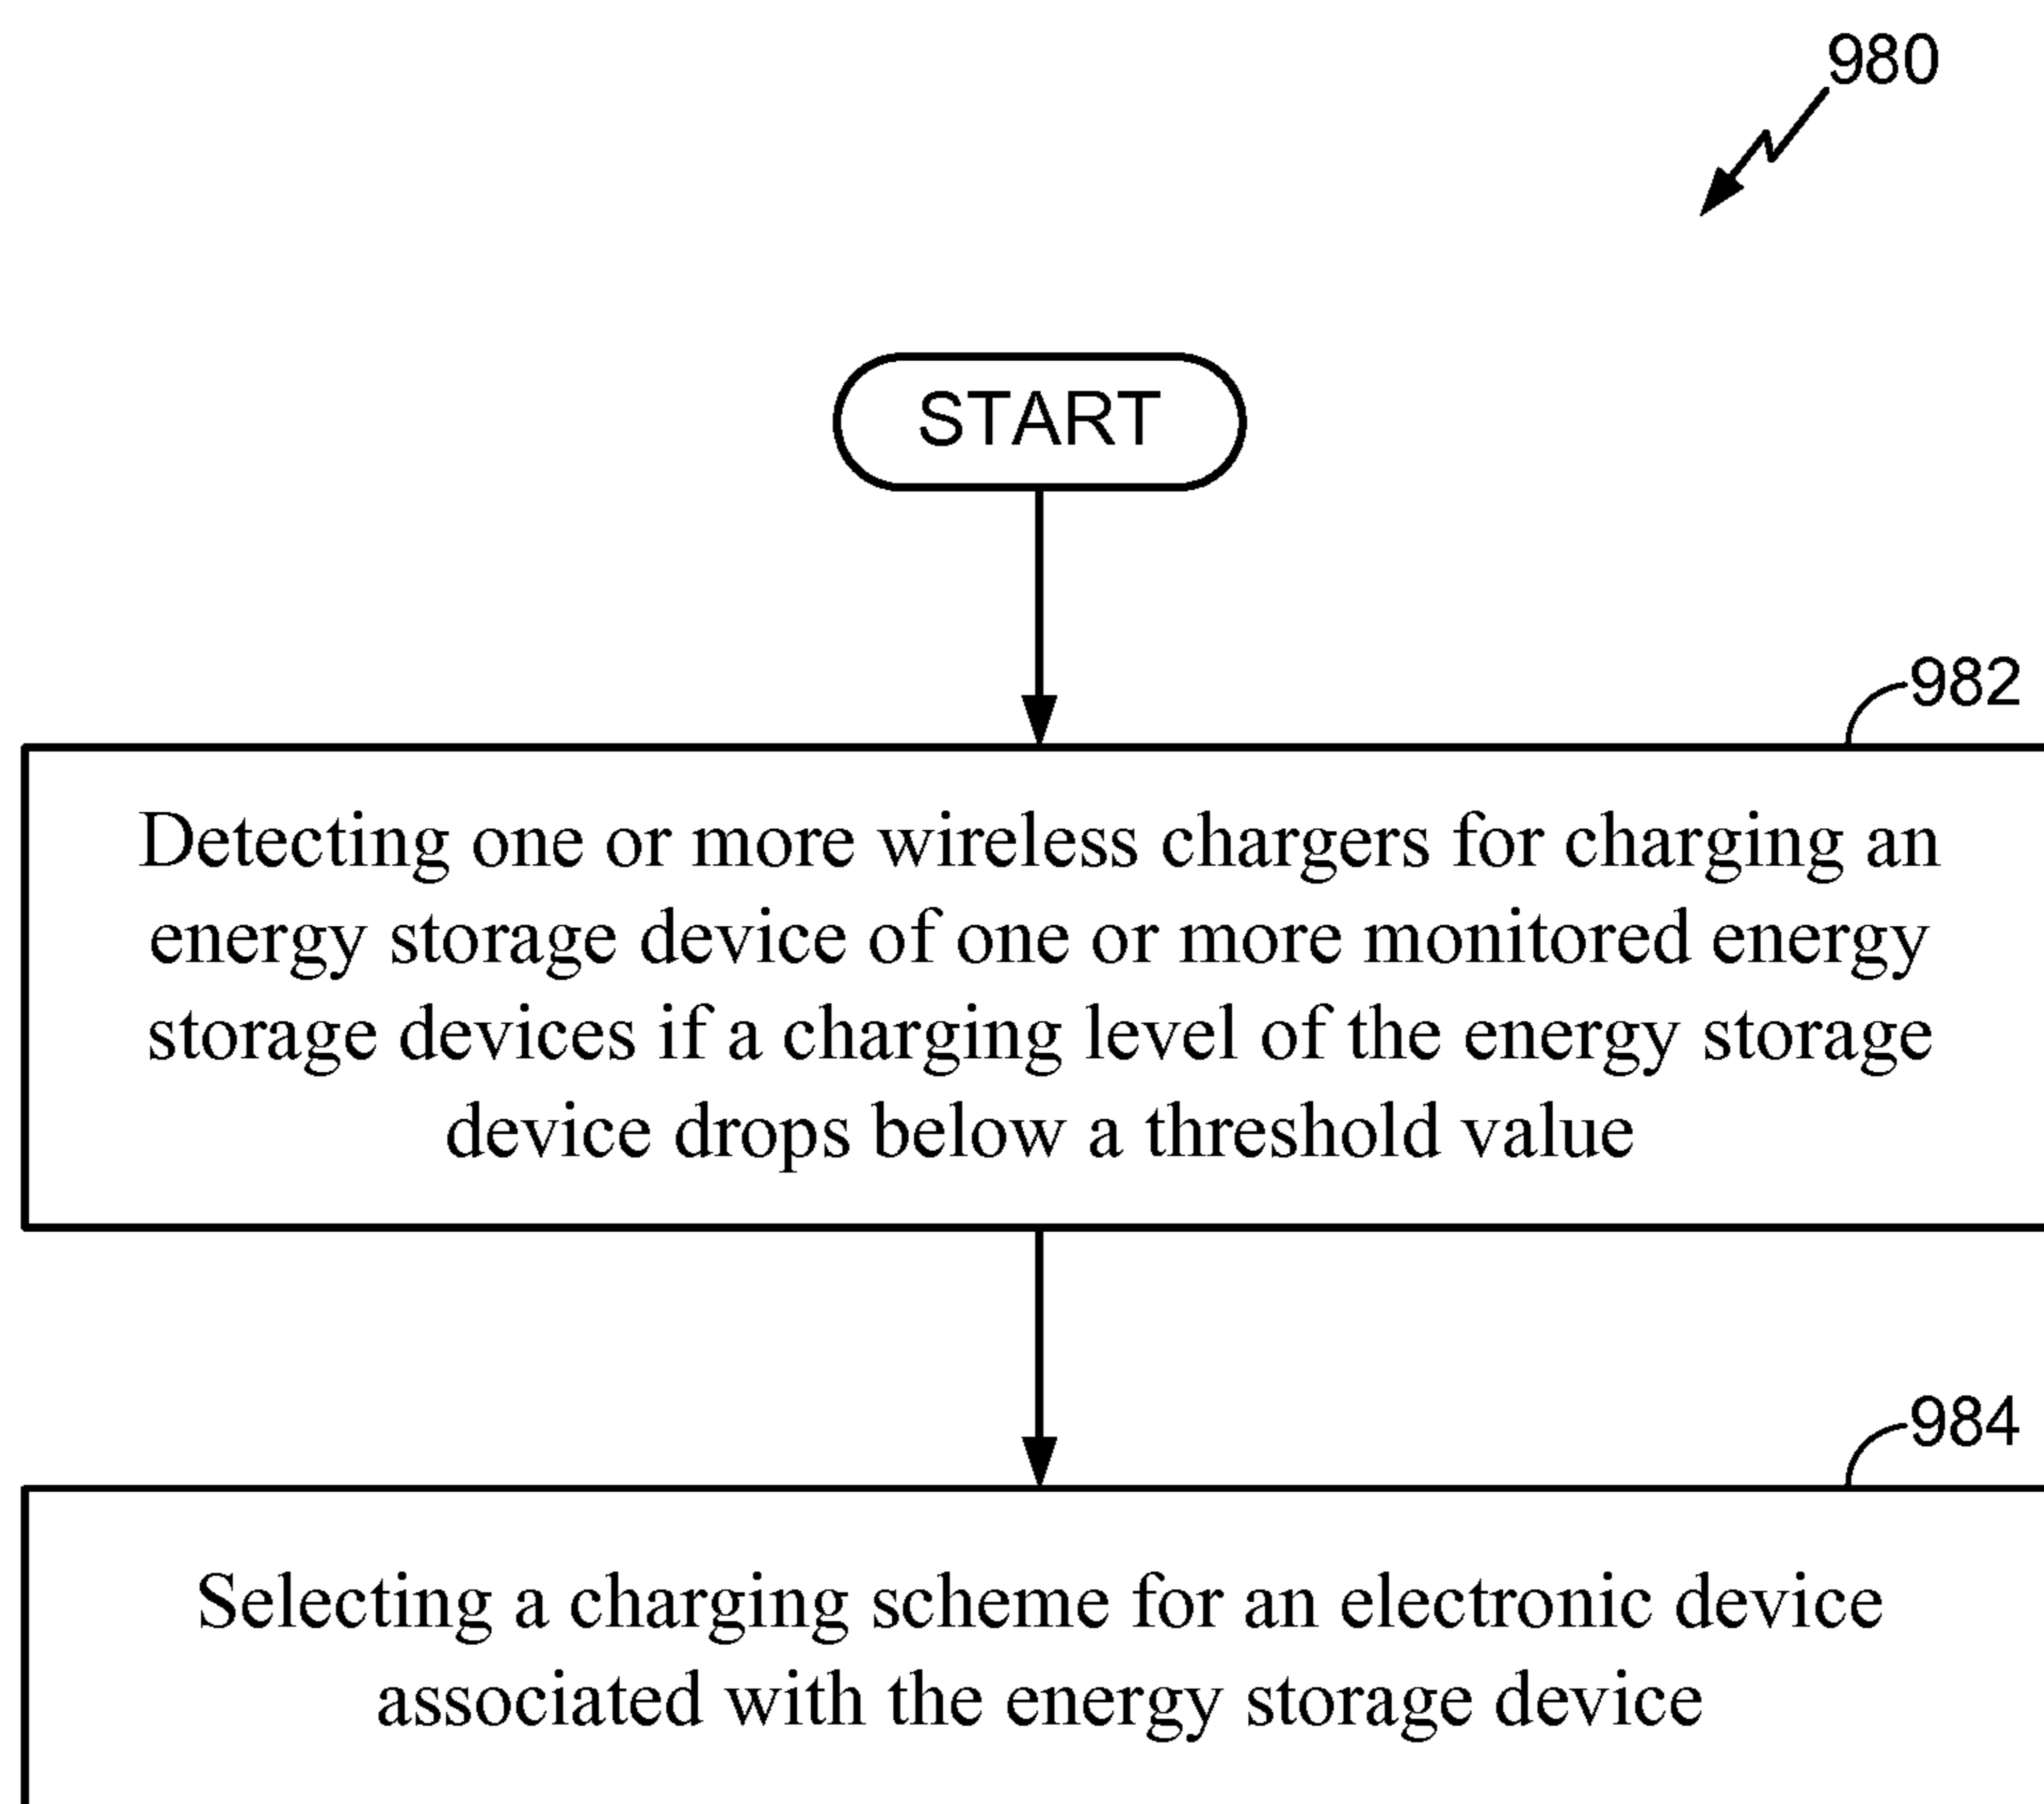 980
START
982
Detecting one or more wireless chargers for charging an
energy storage device of one or more monitored energy
storage devices if a charging level of the energy storage
device drops below a threshold value
984
Selecting a charging scheme for an electronic device
associated with the energy storage device